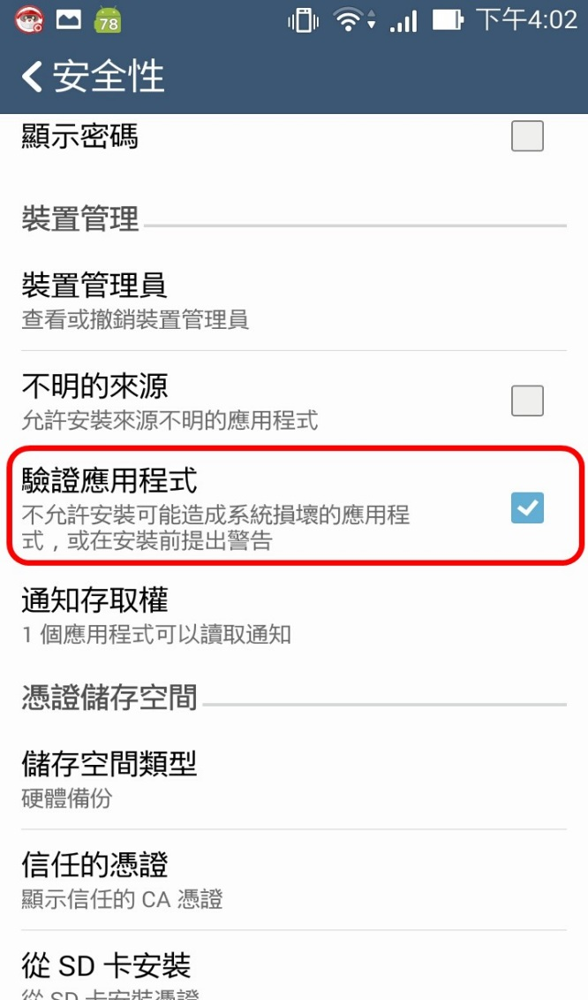 78 下午4:02
安全性
顯示密碼
裝置管理
裝置管理員
查看或撤銷裝置管理員
不明的來源
允許安裝來源不明的應用程式
驗證應用程式
不允許安裝可能造成系統損壞的應用程
式，或在安裝前提出警告
通知存取權
1 個應用程式可以讀取通知
憑證儲存空間
儲存空間類型
硬體備份
信任的憑證
顯示信任的 CA 憑證
從 SD 卡安裝
從 SD 卡安裝憑證